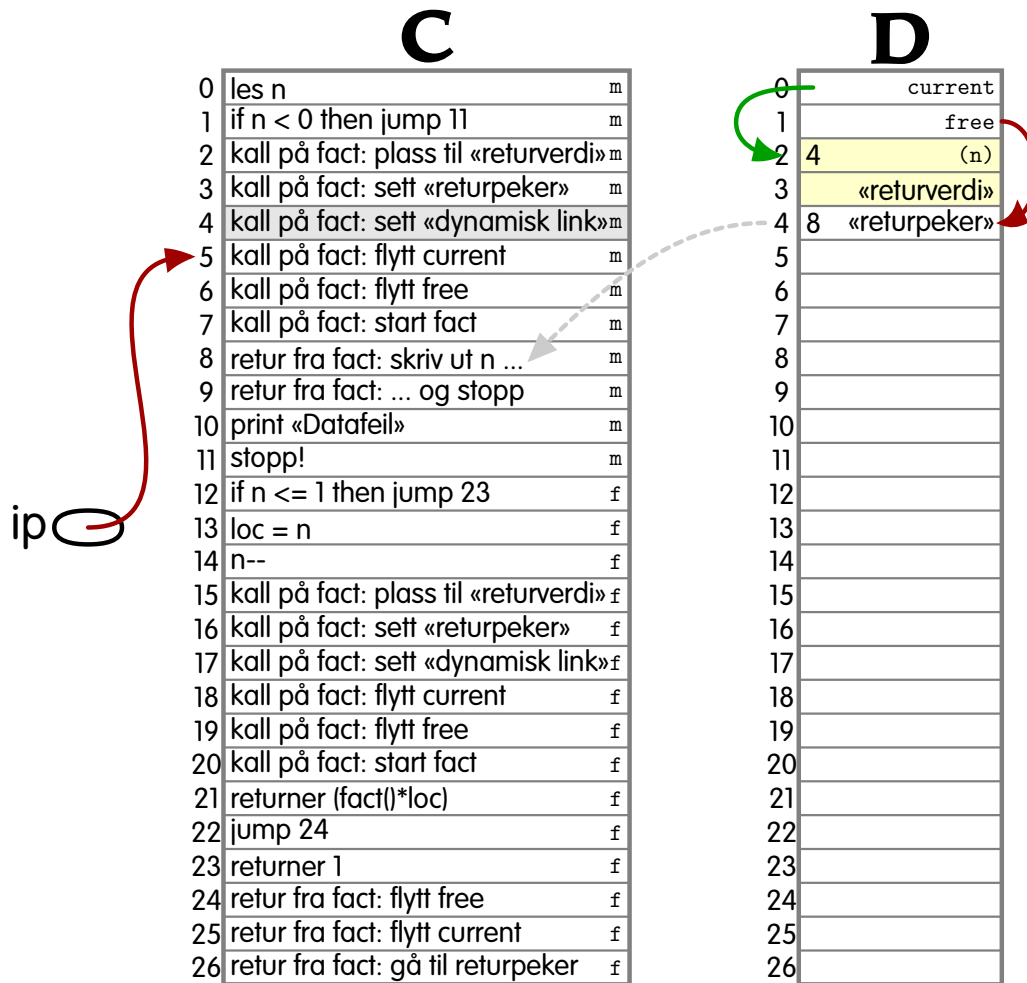 C
0 les n m
1 if n < 0 then jump 11 m
2 kall på fact: plass til «returverdi» m
3 kall på fact: sett «returpeker» m
4 kall på fact: sett «dynamisk link» m
5 kall på fact: flytt current m
6 kall på fact: flytt free m
7 kall på fact: start fact m
8 retur fra fact: skriv ut n ... m
9 retur fra fact: ... og stopp m
10 print «Datafeil» m
11 stopp! m
12 if n <= 1 then jump 23 f
13 loc = n f
14 n-- f
15 kall på fact: plass til «returverdi» f
16 kall på fact: sett «returpeker» f
17 kall på fact: sett «dynamisk link» f
18 kall på fact: flytt current f
19 kall på fact: flytt free f
20 kall på fact: start fact f
21 returner (fact()*loc) f
22 jump 24 f
23 returner 1 f
24 retur fra fact: flytt free f
25 retur fra fact: flytt current f
26 retur fra fact: gå til returpeker f
ip
D
0 current
1 free
2 4 (n)
3 «returverdi»
4 8 «returpeker»
5
6
7
8
9
10
11
12
13
14
15
16
17
18
19
20
21
22
23
24
25
26